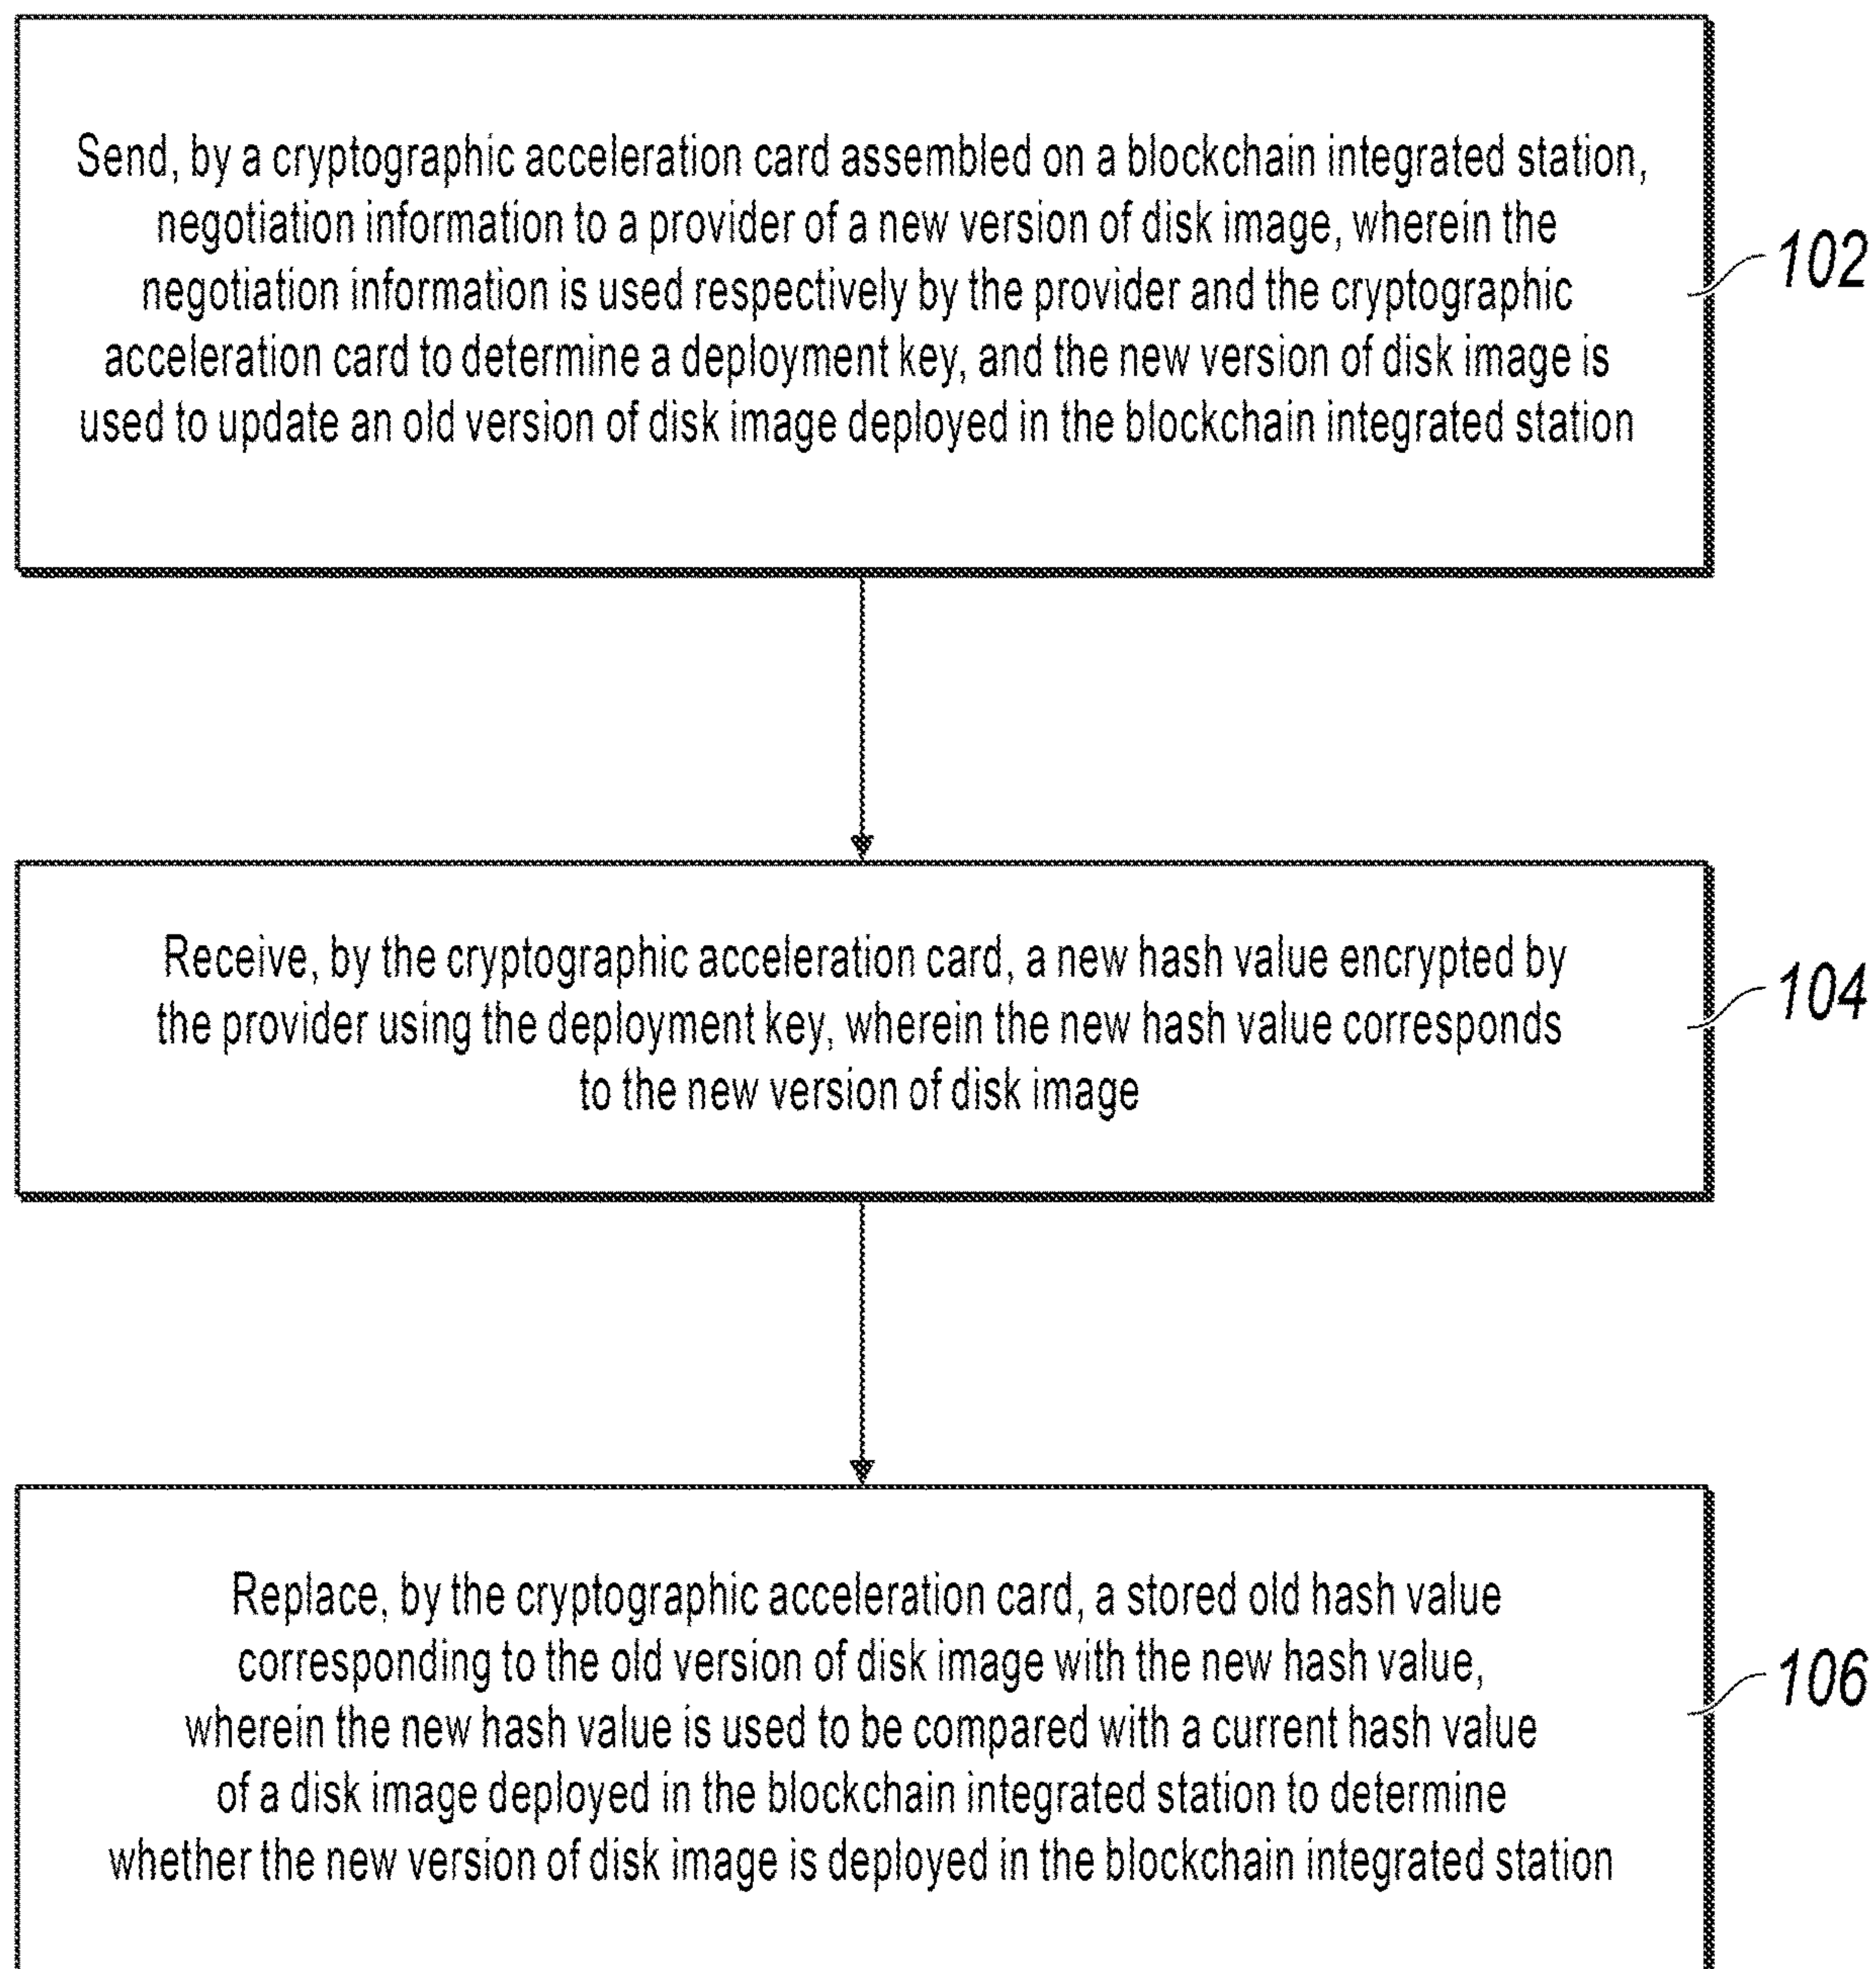 Send, by a cryptographic acceleration card assembled on a blockchain integrated station,
negotiation information to a provider of a new version of disk image, wherein the
negotiation information is used respectively by the provider and the cryptographic
acceleration card to determine a deployment key, and the new version of disk image is
used to update an old version of disk image deployed in the blockchain integrated station
102
Receive, by the cryptographic acceleration card, a new hash value encrypted by
the provider using the deployment key, wherein the new hash value corresponds
to the new version of disk image
104
Replace, by the cryptographic acceleration card, a stored old hash value
corresponding to the old version of disk image with the new hash value,
wherein the new hash value is used to be compared with a current hash value
of a disk image deployed in the blockchain integrated station to determine
whether the new version of disk image is deployed in the blockchain integrated station
106